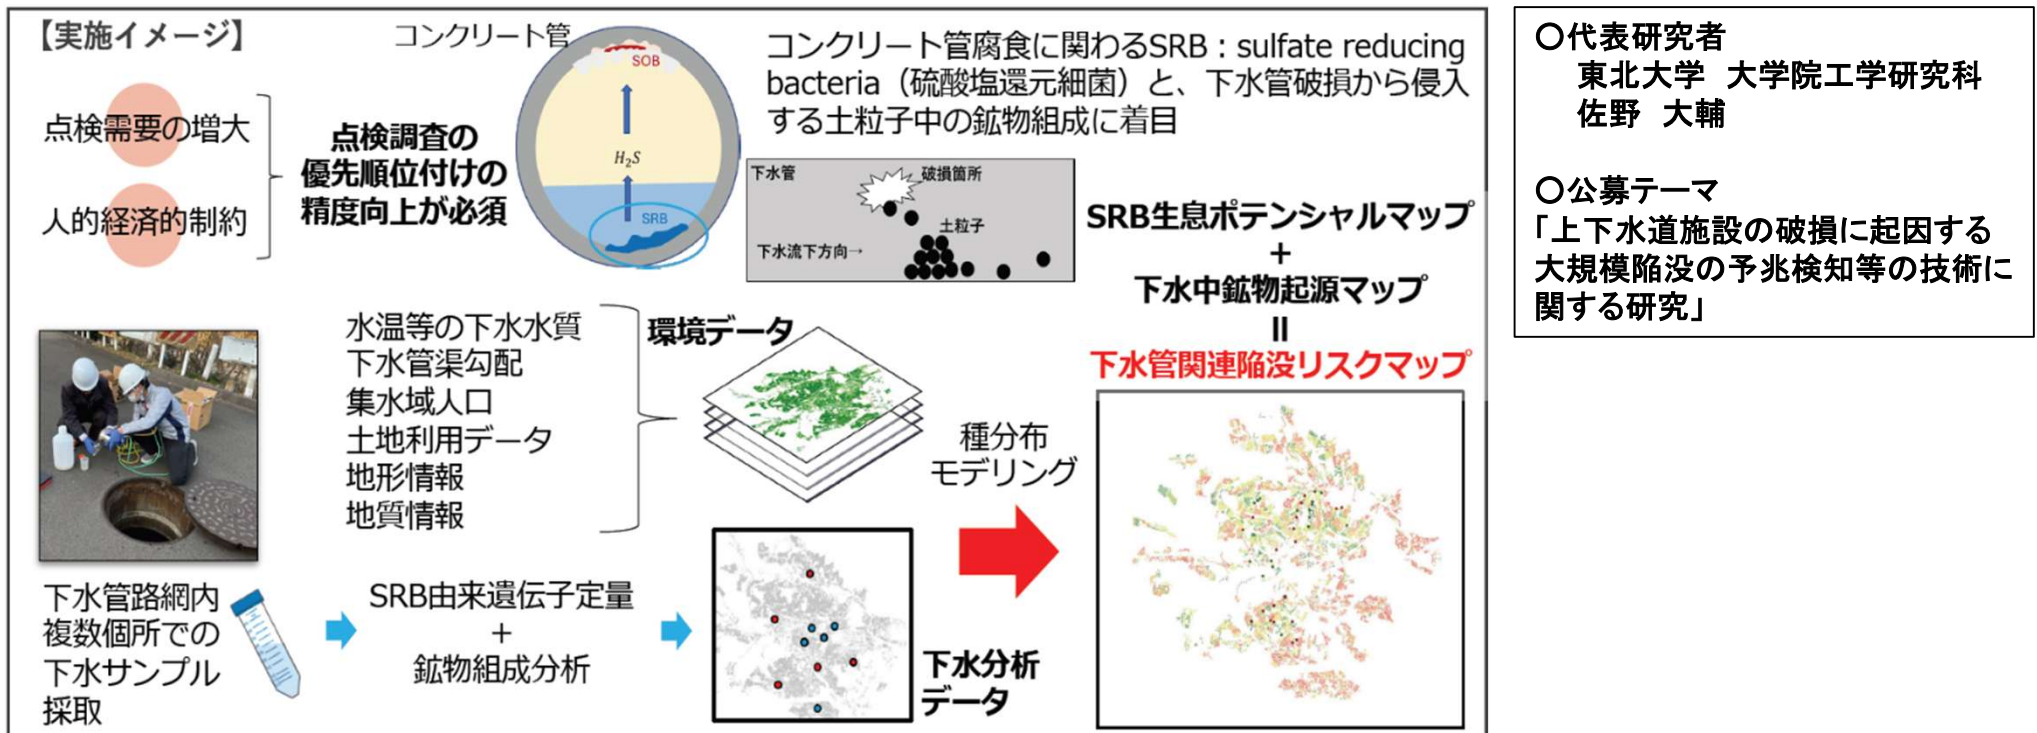 【実施イメージ】
点検需要の増大
人的経済的制約
点検調査の
優先順位付けの
精度向上が必須
コンクリート管
SOB
H₂S
SRB
コンクリート管腐食に関わるSRB：sulfate reducing
bacteria（硫酸塩還元細菌）と、下水管破損から侵入
する土粒子中の鉱物組成に着目
下水管
破損箇所
土粒子
下水流下方向→
SRB生息ポテンシャルマップ
+
下水中鉱物起源マップ
=
下水管関連陥没リスクマップ
水温等の下水水質
下水管渠勾配
集水域人口
土地利用データ
地形情報
地質情報
環境データ
種分布
モデリング
下水管路網内
複数個所での
下水サンプル
採取
SRB由来遺伝子定量
+
鉱物組成分析
下水分析
データ
〇代表研究者
東北大学　大学院工学研究科
佐野　大輔
〇公募テーマ
「上下水道施設の破損に起因する
大規模陥没の予兆検知等の技術に
関する研究」